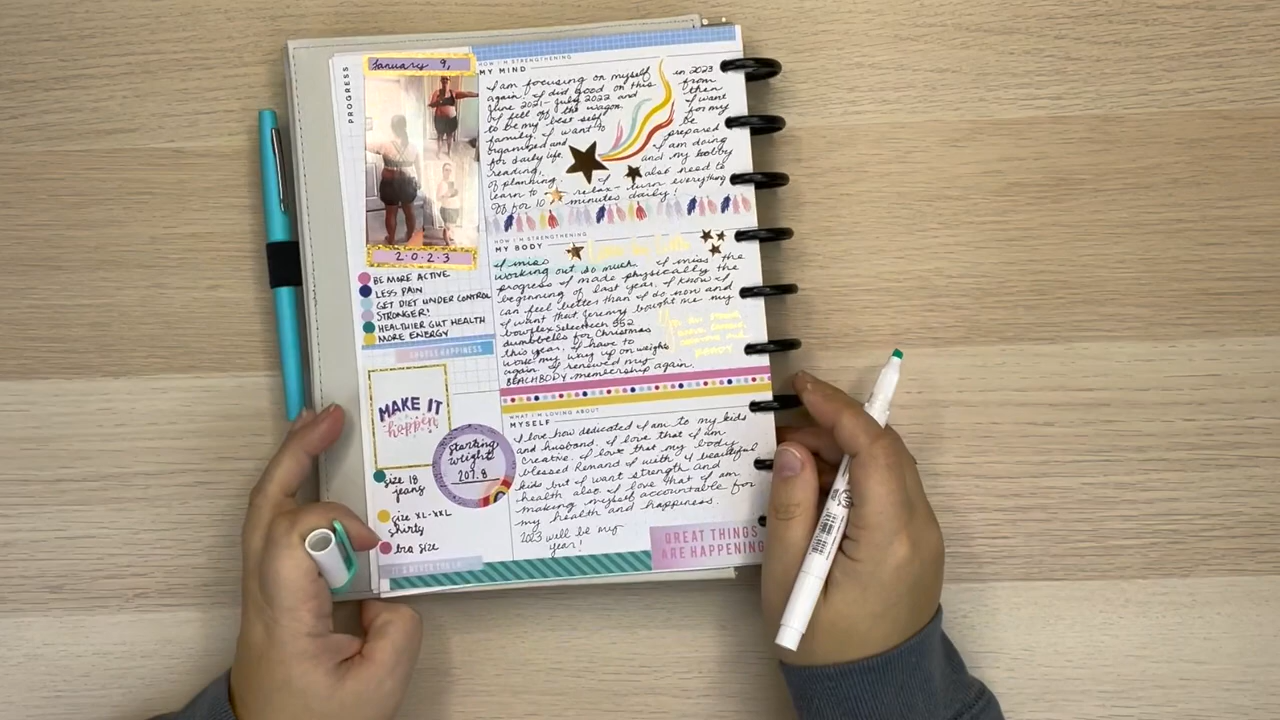 PROGRESS
January 9,
2.0.2.3
BE MORE ACTIVE
LESS PAIN
GET DIET UNDER CONTROL
STRONGER!
HEALTHIER GUT HEALTH
MORE ENERGY
CHOOSE HAPPINESS
MAKE IT
happen
starting
weight
207.8
size 18
jeans
size XL-XXL
shirts
bra size
HOW I'M STRENGTHENING
MY MIND
I am focusing on myself in 2023
again. I did good on this from
June 2021-July 2022 and then
I fell off the wagon. I want
to be my best self for my
family. I want to be
organized and prepared
for daily life. I am doing
reading, and my hobby
of planning. I also need to
learn to relax - turn everything
off for 10 minutes daily!
HOW I'M STRENGTHENING
MY BODY
Little by Little
I miss
working out so much. I miss the
progress I made physically the
beginning of last year. I know I
can feel better than I do now and
I want that. Jeremy bought me my
bowflex Selecttech 552
dumbbells for Christmas
this year. I have to
work my way up on weights
again. I renewed my
BEACHBODY membership again.
READY.
WHAT I'M LOVING ABOUT
MYSELF
I love how dedicated I am to my kids
and husband. I love that I am
creative. I love that my body
blessed me and J with 4 beautiful
kids but I want strength and
health also. I love that I am
making myself accountable for
my health and happiness.
2023 will be my
year!
GREAT THINGS
ARE HAPPENING